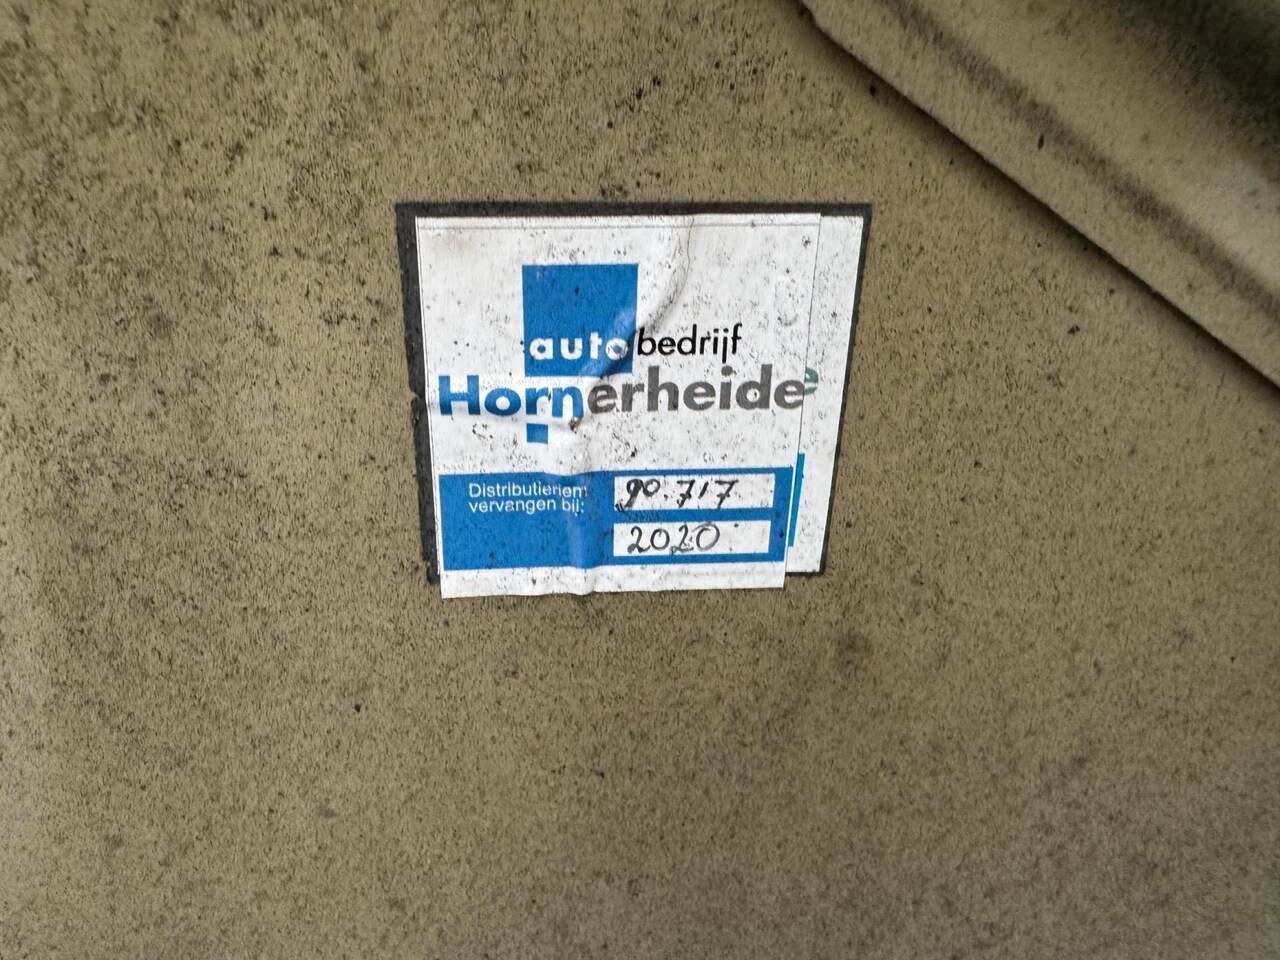 auto bedrijf
Hornerheide
Distributieriem
vervangen bij:
90.717
2020